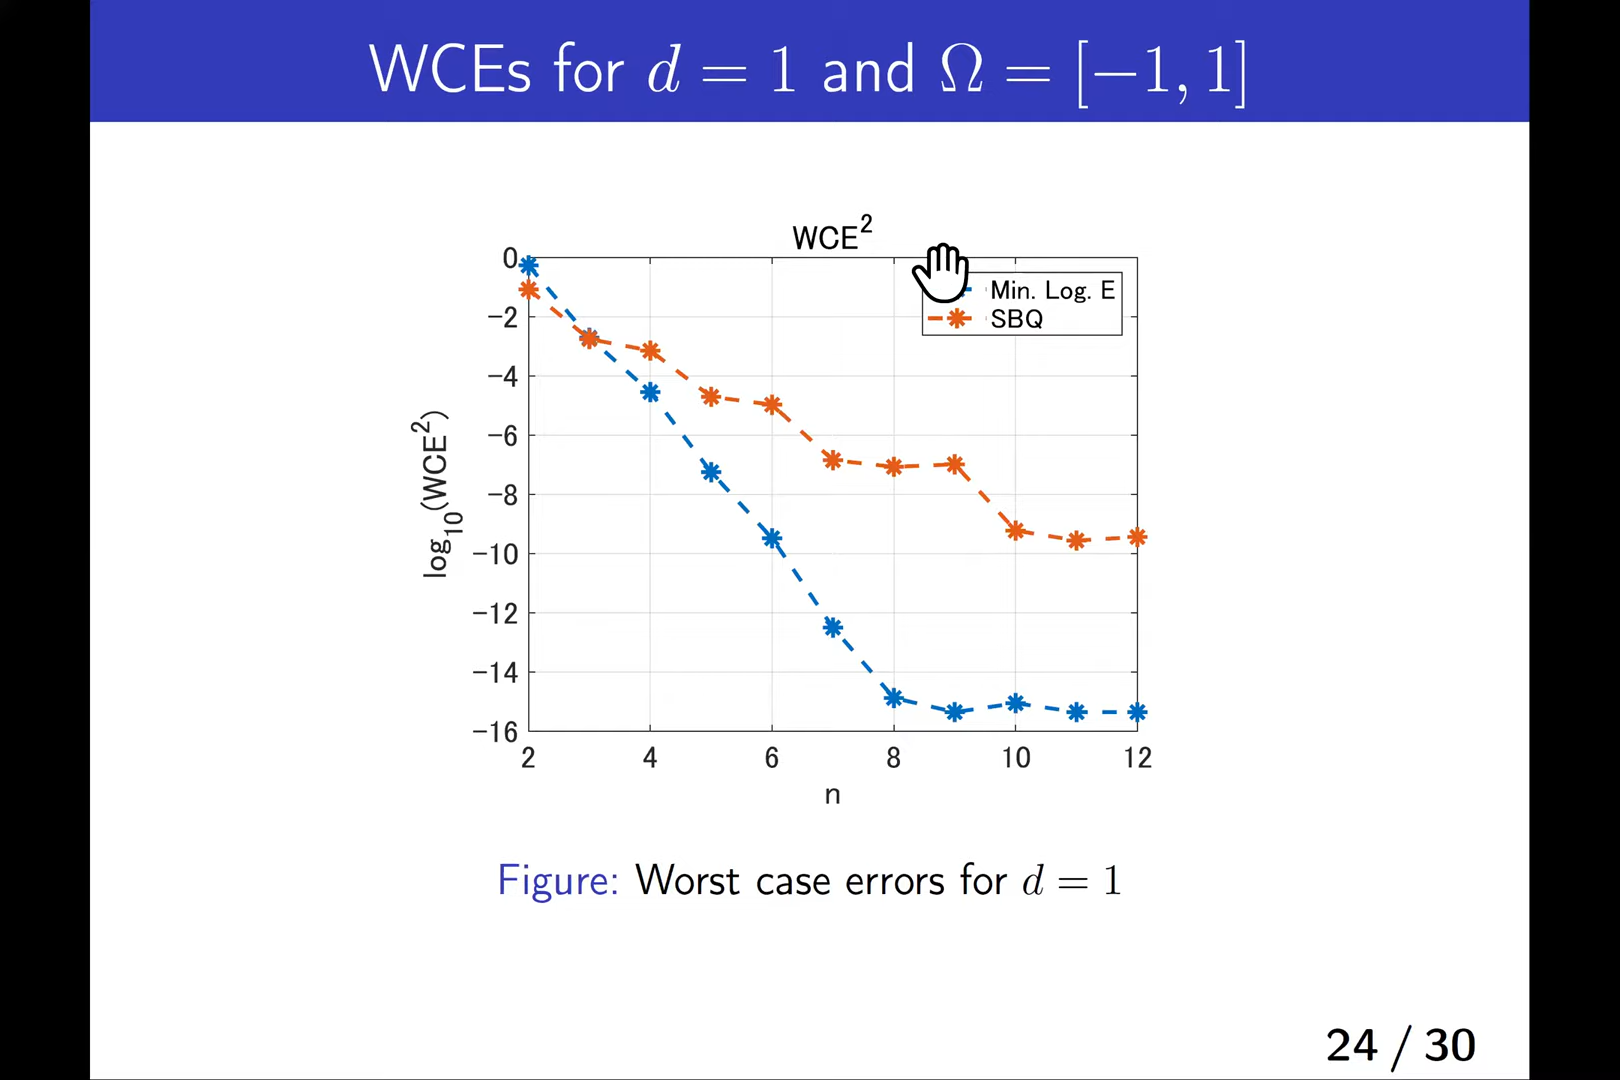 WCEs for d = 1 and Ω = [−1, 1]
WCE²
0
−2
−4
−6
−8
−10
−12
−14
−16
log₁₀(WCE²)
Min. Log. E
SBQ
2 4 6 8 10 12
n
Figure: Worst case errors for d = 1
24 / 30